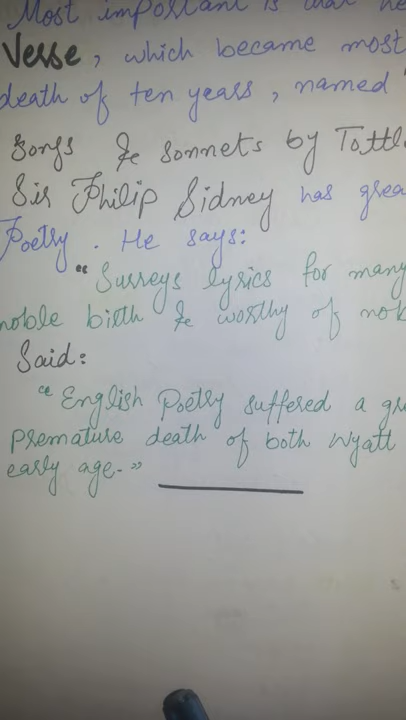 Most important is that he
Verse, which became most
death of ten years, named "
Songs & sonnets by Tottl
Sir Philip Sidney has grea
Poetry. He says:
"Surreys lyrics for many
noble birth & worthy of nob
Said:
"English Poetry suffered a gr
premature death of both Wyatt
early age."